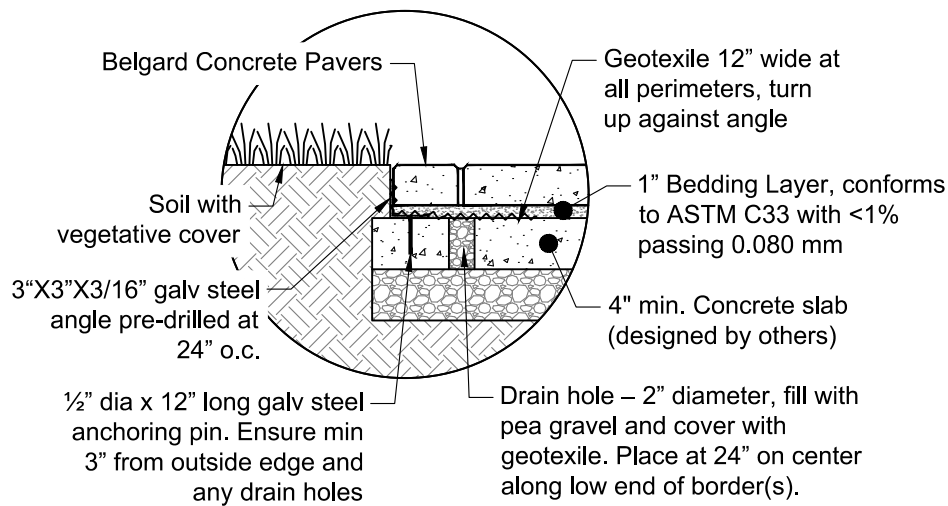 Belgard Concrete Pavers
Geotexile 12” wide at
all perimeters, turn
up against angle
Soil with
vegetative cover
1” Bedding Layer, conforms
to ASTM C33 with <1%
passing 0.080 mm
3“X3”X3/16” galv steel
angle pre-drilled at
24” o.c.
4" min. Concrete slab
(designed by others)
½” dia x 12” long galv steel
anchoring pin. Ensure min
3” from outside edge and
any drain holes
Drain hole – 2” diameter, fill with
pea gravel and cover with
geotexile. Place at 24” on center
along low end of border(s).